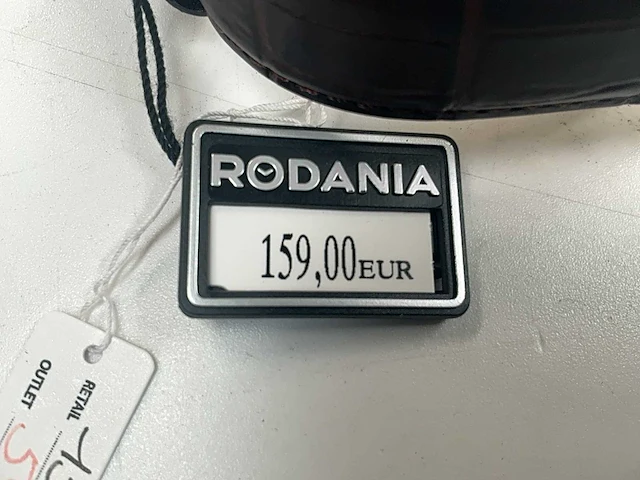 RODANIA
159,00EUR
RETAIL
OUTLET